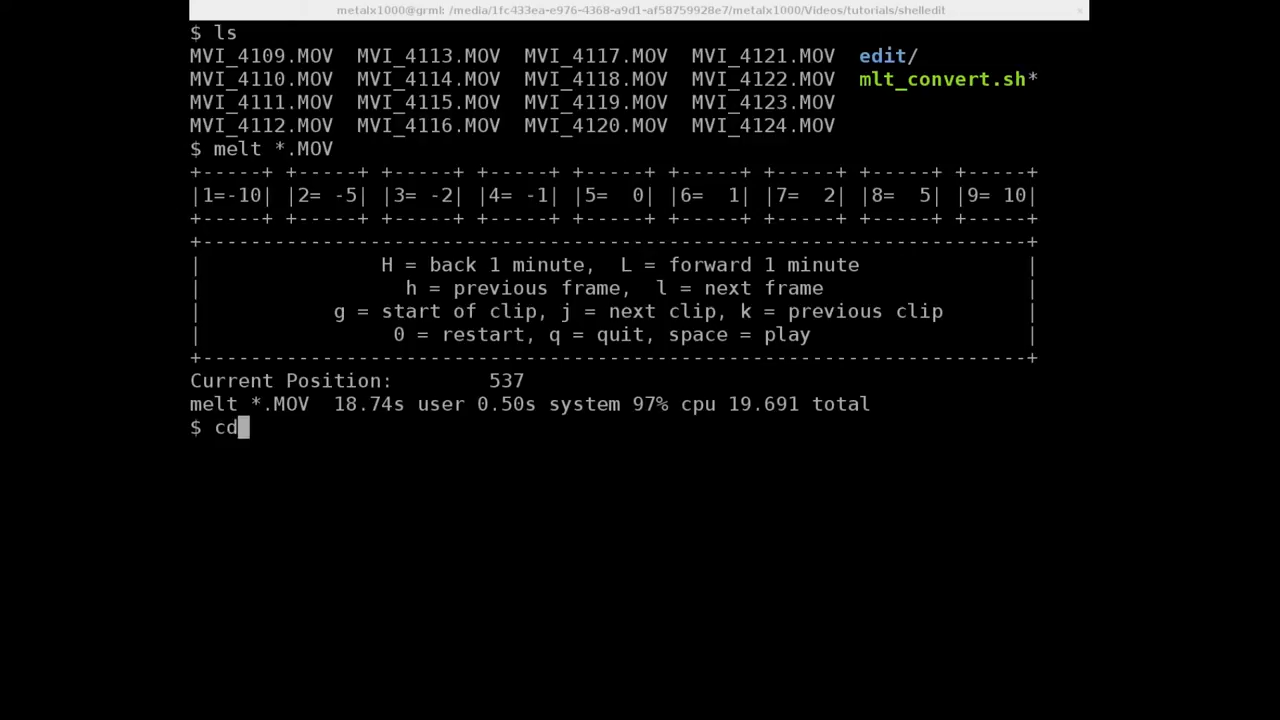 metalx1000@grml: /media/1fc433ea-e976-4368-a9d1-af58759928e7/metalx1000/Videos/tutorials/shelledit
$ ls
MVI_4109.MOV  MVI_4113.MOV  MVI_4117.MOV  MVI_4121.MOV  edit/
MVI_4110.MOV  MVI_4114.MOV  MVI_4118.MOV  MVI_4122.MOV  mlt_convert.sh*
MVI_4111.MOV  MVI_4115.MOV  MVI_4119.MOV  MVI_4123.MOV
MVI_4112.MOV  MVI_4116.MOV  MVI_4120.MOV  MVI_4124.MOV
$ melt *.MOV
+-----+ +-----+ +-----+ +-----+ +-----+ +-----+ +-----+ +-----+ +-----+
|1=-10| |2= -5| |3= -2| |4= -1| |5=  0| |6=  1| |7=  2| |8=  5| |9= 10|
+-----+ +-----+ +-----+ +-----+ +-----+ +-----+ +-----+ +-----+ +-----+
+---------------------------------------------------------------------+
|               H = back 1 minute,  L = forward 1 minute              |
|                 h = previous frame,  l = next frame                 |
|           g = start of clip, j = next clip, k = previous clip       |
|                0 = restart, q = quit, space = play                  |
+---------------------------------------------------------------------+
Current Position:        537
melt *.MOV  18.74s user 0.50s system 97% cpu 19.691 total
$ cd